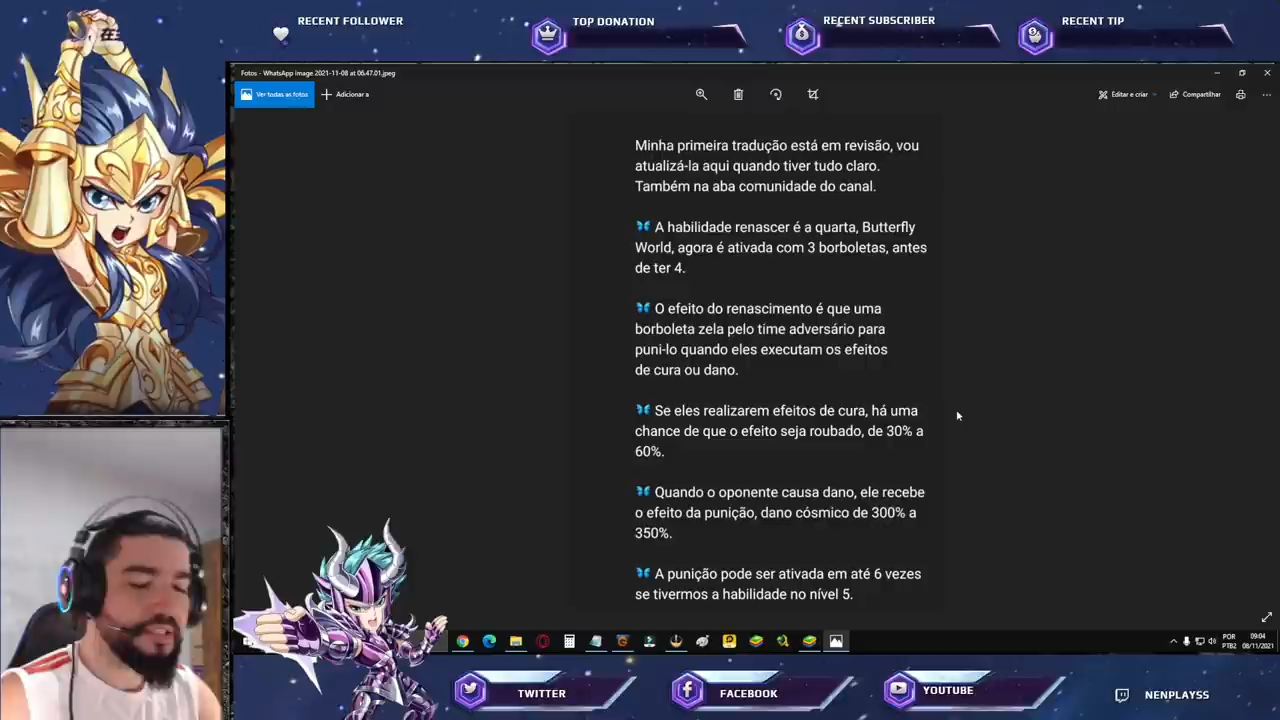 RECENT FOLLOWER
TOP DONATION
RECENT SUBSCRIBER
RECENT TIP
Fotos - WhatsApp Image 2021-11-08 at 06.47.01.jpeg
Ver todas as fotos
Adicionar a
Editar e criar
Compartilhar
Minha primeira tradução está em revisão, vou
atualizá-la aqui quando tiver tudo claro.
Também na aba comunidade do canal.
A habilidade renascer é a quarta, Butterfly
World, agora é ativada com 3 borboletas, antes
de ter 4.
O efeito do renascimento é que uma
borboleta zela pelo time adversário para
puni-lo quando eles executam os efeitos
de cura ou dano.
Se eles realizarem efeitos de cura, há uma
chance de que o efeito seja roubado, de 30% a
60%.
Quando o oponente causa dano, ele recebe
o efeito da punição, dano cósmico de 300% a
350%.
A punição pode ser ativada em até 6 vezes
se tivermos a habilidade no nível 5.
POR
PTB2
09:04
08/11/2021
TWITTER
FACEBOOK
YOUTUBE
NENPLAYSS